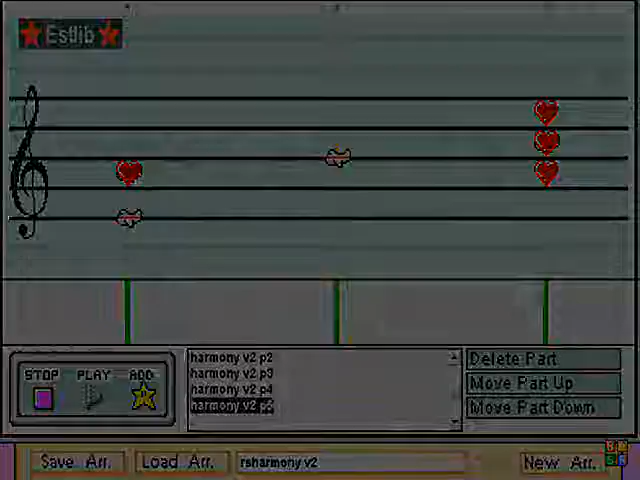 Estlib
STOP PLAY ADD
harmony v2 p2
harmony v2 p3
harmony v2 p4
harmony v2 p5
Delete Part
Move Part Up
Move Part Down
Save Arr. Load Arr. rsharmony v2 New Arr.